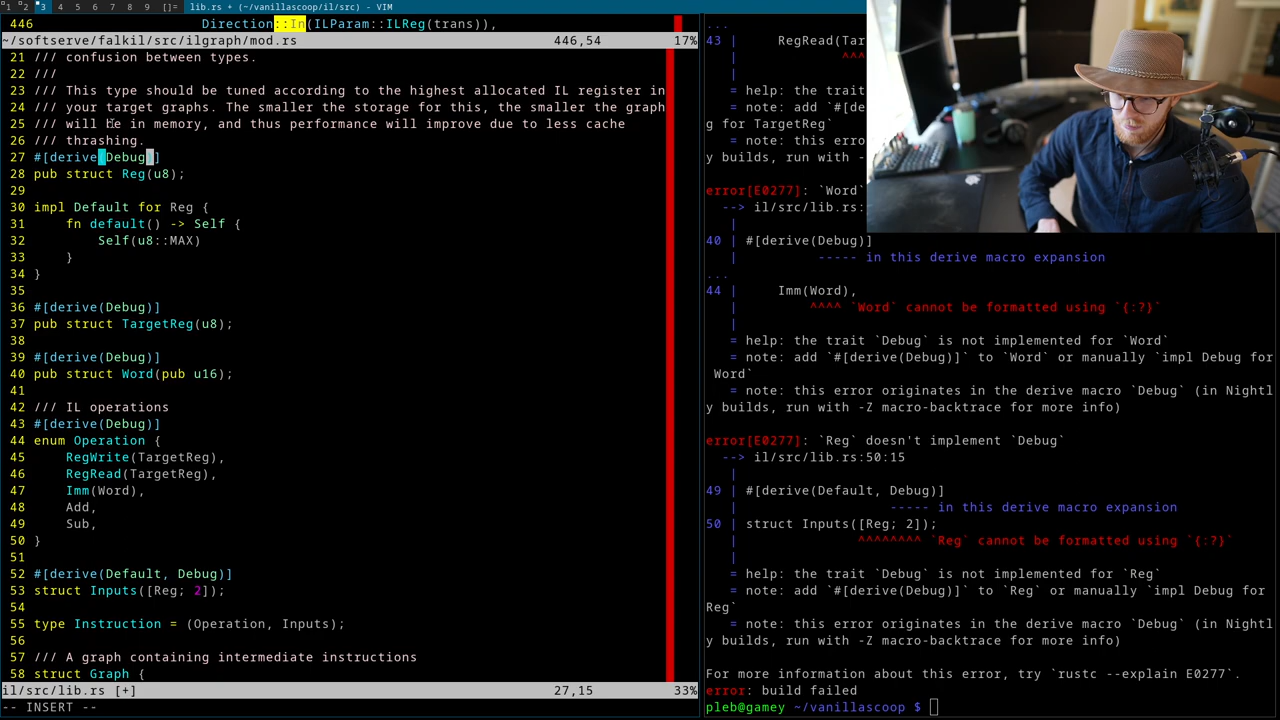 1 2 3 4 5 6 7 8 9 []= lib.rs + (~/vanillascoop/il/src) - VIM
446 Direction::In(ILParam::ILReg(trans)),
~/softserve/falkil/src/ilgraph/mod.rs 446,54 17%
21 /// confusion between types.
22 ///
23 /// This type should be tuned according to the highest allocated IL register in
24 /// your target graphs. The smaller the storage for this, the smaller the graph
25 /// will be in memory, and thus performance will improve due to less cache
26 /// thrashing.
27 #[derive(Debug)]
28 pub struct Reg(u8);
29
30 impl Default for Reg {
31 fn default() -> Self {
32 Self(u8::MAX)
33 }
34 }
35
36 #[derive(Debug)]
37 pub struct TargetReg(u8);
38
39 #[derive(Debug)]
40 pub struct Word(pub u16);
41
42 /// IL operations
43 #[derive(Debug)]
44 enum Operation {
45 RegWrite(TargetReg),
46 RegRead(TargetReg),
47 Imm(Word),
48 Add,
49 Sub,
50 }
51
52 #[derive(Default, Debug)]
53 struct Inputs([Reg; 2]);
54
55 type Instruction = (Operation, Inputs);
56
57 /// A graph containing intermediate instructions
58 struct Graph {
il/src/lib.rs [+] 27,15 33%
-- INSERT --
...
43 | RegRead(Tar
| ^^^
|
= help: the trait
= note: add `#[de
g for TargetReg`
= note: this erro
y builds, run with -
error[E0277]: `Word`
--> il/src/lib.rs:
|
40 | #[derive(Debug)]
| ----- in this derive macro expansion
...
44 | Imm(Word),
| ^^^^ `Word` cannot be formatted using `{:?}`
|
= help: the trait `Debug` is not implemented for `Word`
= note: add `#[derive(Debug)]` to `Word` or manually `impl Debug for
Word`
= note: this error originates in the derive macro `Debug` (in Nightl
y builds, run with -Z macro-backtrace for more info)
error[E0277]: `Reg` doesn't implement `Debug`
--> il/src/lib.rs:50:15
|
49 | #[derive(Default, Debug)]
| ----- in this derive macro expansion
50 | struct Inputs([Reg; 2]);
| ^^^^^^^^ `Reg` cannot be formatted using `{:?}`
|
= help: the trait `Debug` is not implemented for `Reg`
= note: add `#[derive(Debug)]` to `Reg` or manually `impl Debug for
Reg`
= note: this error originates in the derive macro `Debug` (in Nightl
y builds, run with -Z macro-backtrace for more info)
For more information about this error, try `rustc --explain E0277`.
error: build failed
pleb@gamey ~/vanillascoop $